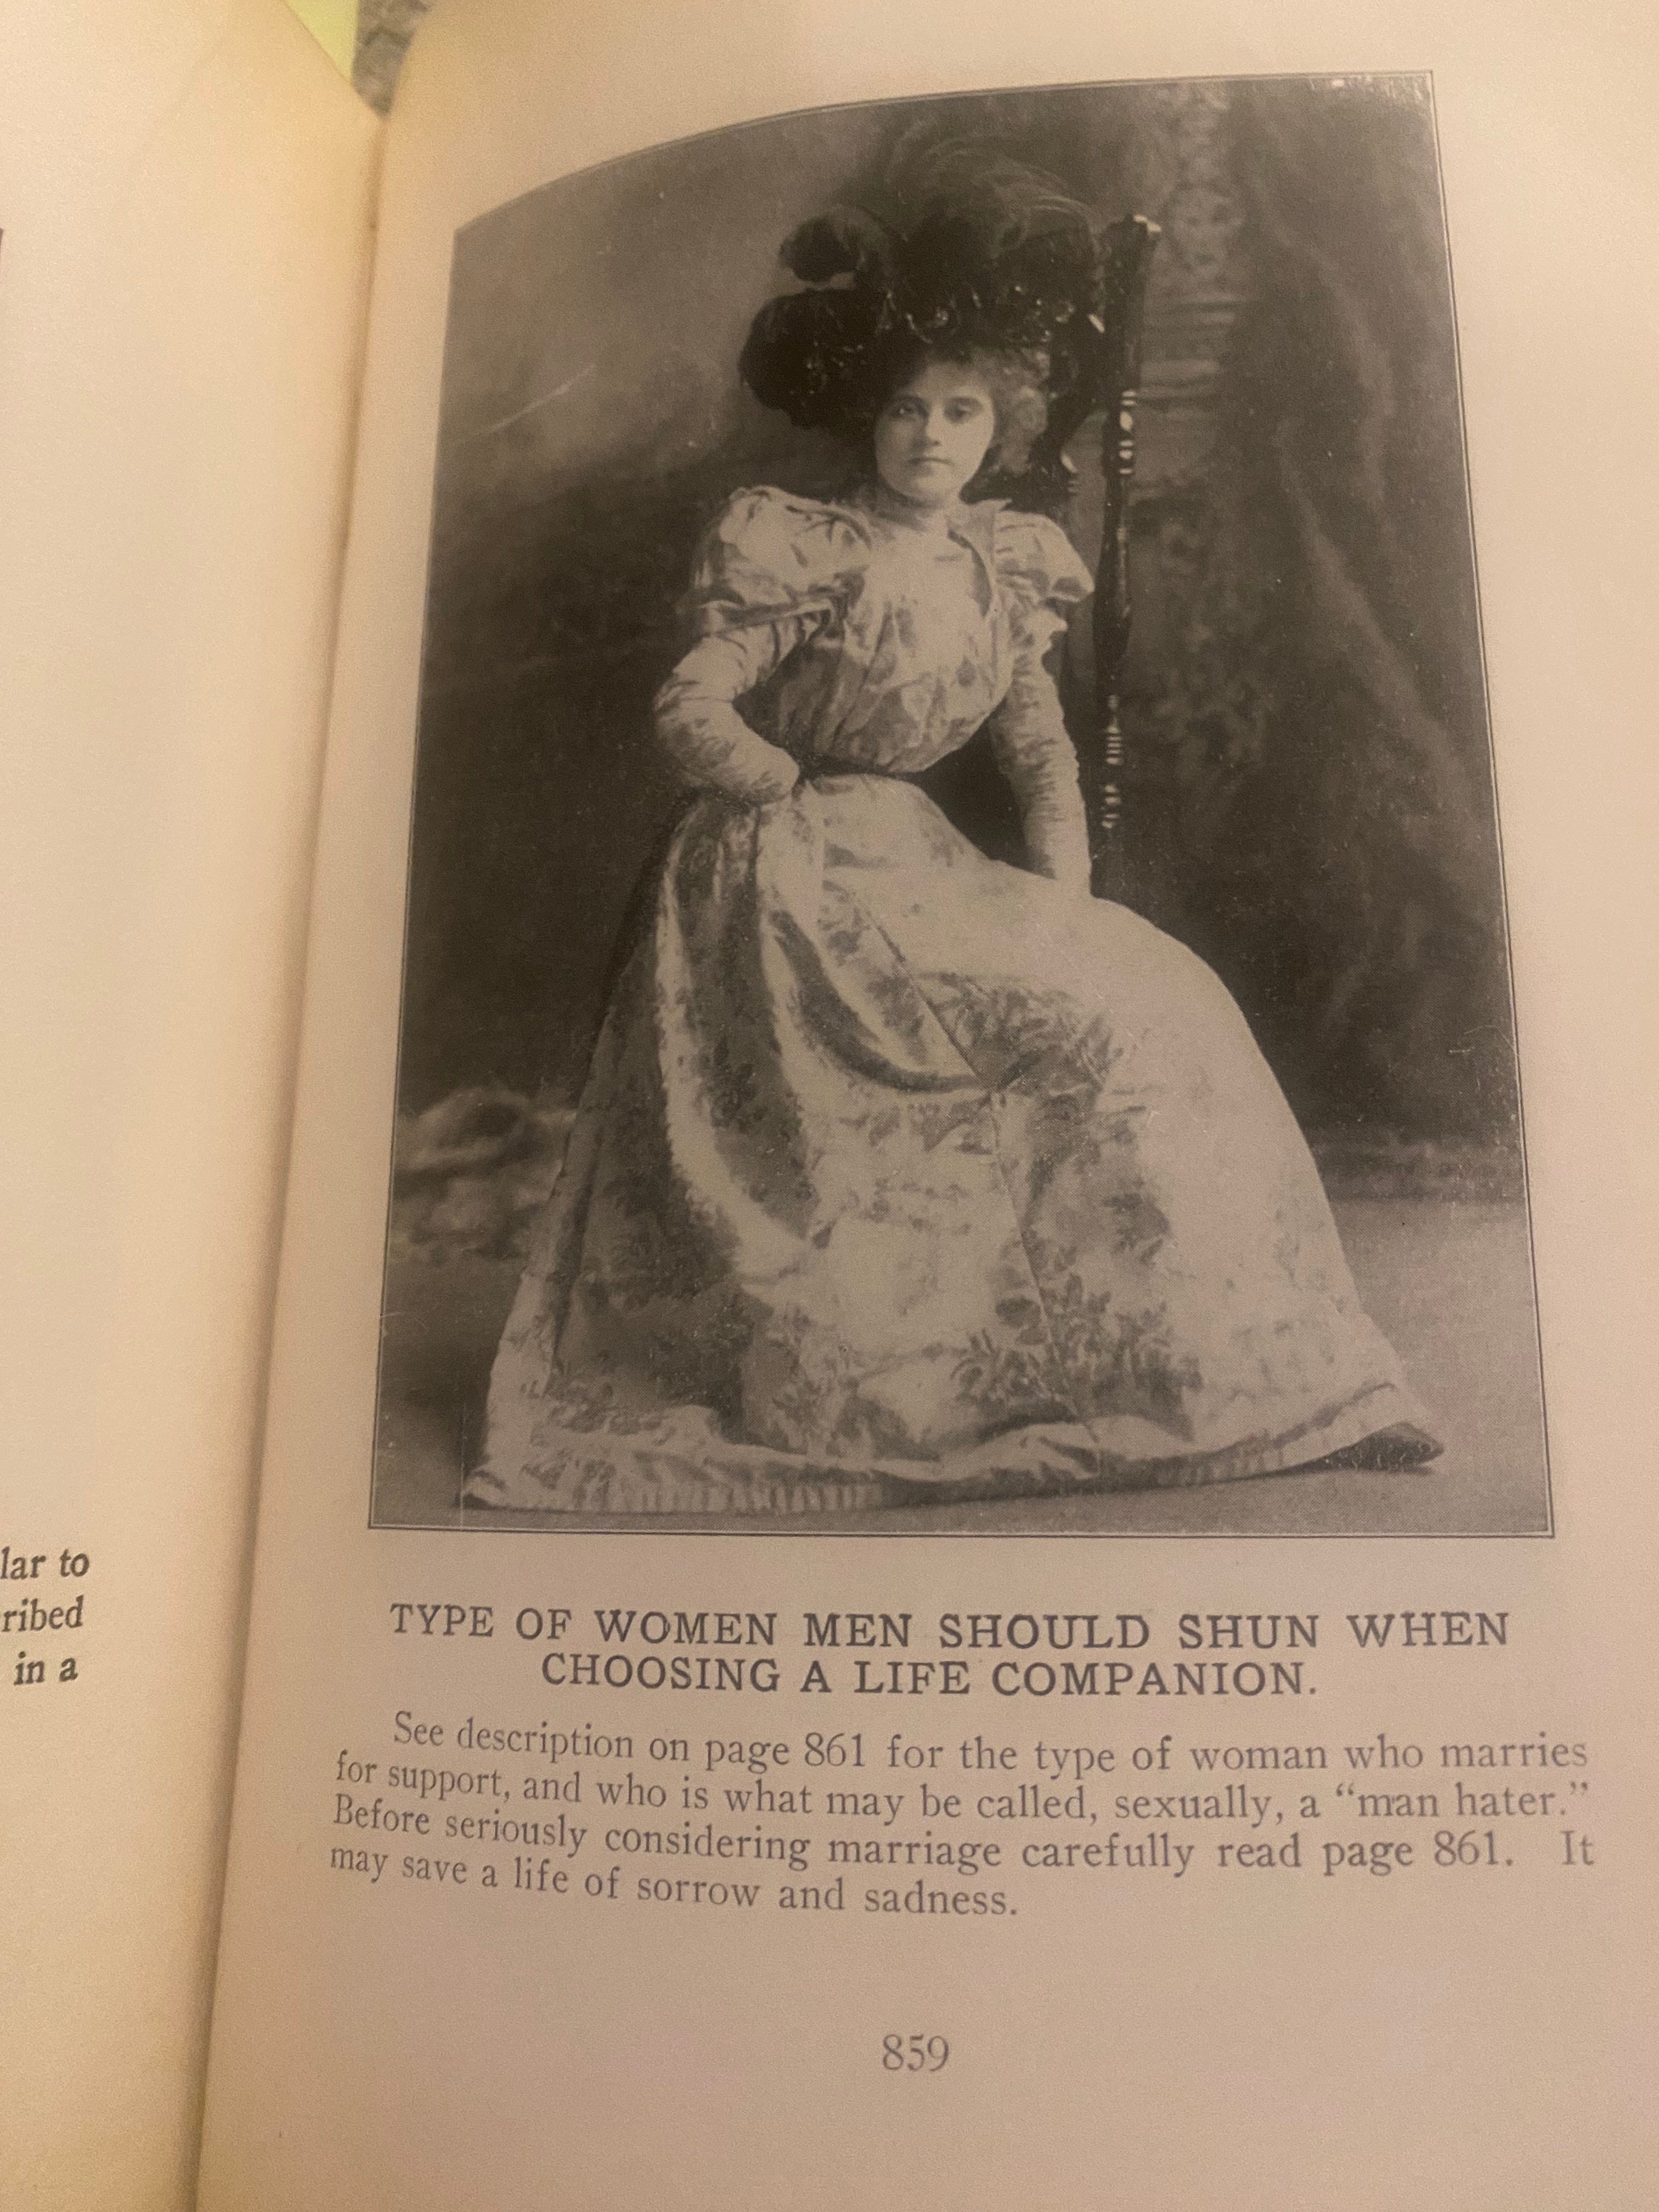 lar to
ribed
in a
TYPE OF WOMEN MEN SHOULD SHUN WHEN
CHOOSING A LIFE COMPANION.
See description on page 861 for the type of woman who marries
for support, and who is what may be called, sexually, a “man hater.”
Before seriously considering marriage carefully read page 861. It
may save a life of sorrow and sadness.
859